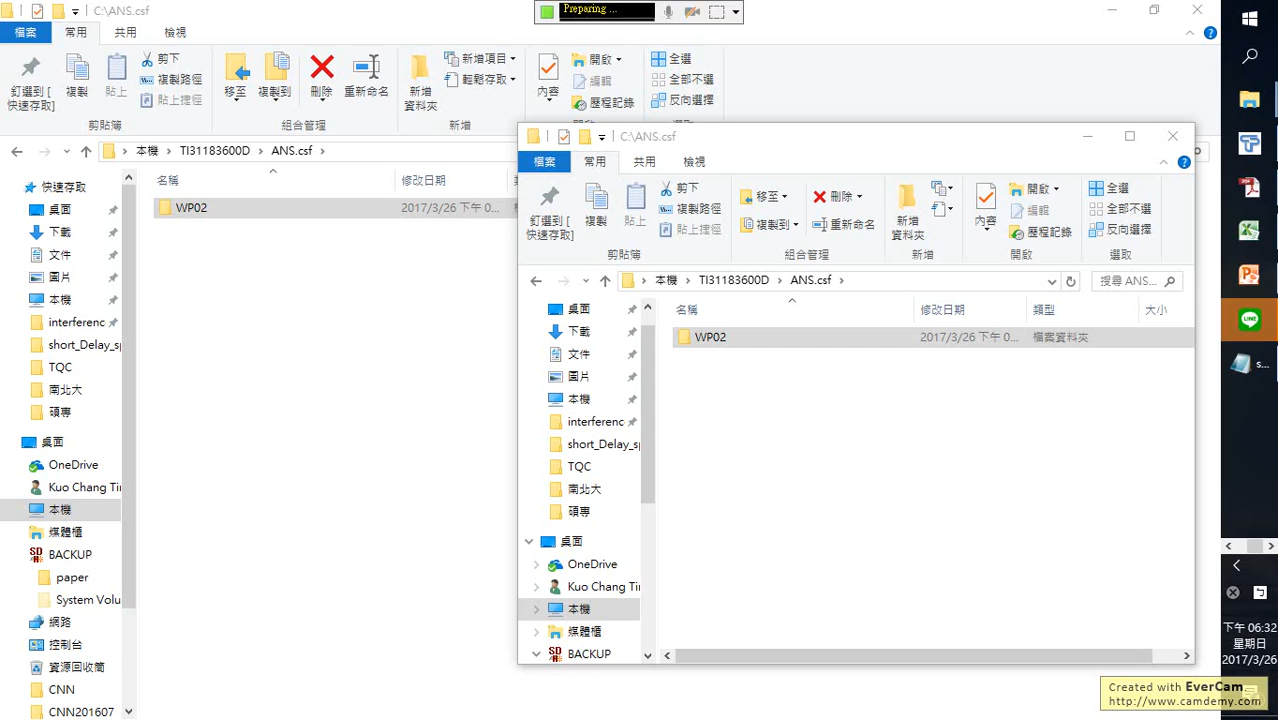 C:\ANS.csf
Preparing ...
檔案 常用 共用 檢視
釘選到 [
快速存取]
複製
貼上
剪下
複製路徑
貼上捷徑
移至
複製到
刪除
重新命名
新增
資料夾
新增項目
輕鬆存取
內容
開啟
編輯
歷程記錄
全選
全部不選
反向選擇
剪貼簿 組合管理 新增
本機 TI31183600D ANS.csf
名稱 修改日期
WP02 2017/3/26 下午 0...
快速存取
桌面
下載
文件
圖片
本機
interferenc
short_Delay_sp
TQC
南北大
碩專
桌面
OneDrive
Kuo Chang Tin
本機
媒體櫃
BACKUP
paper
System Volu
網路
控制台
資源回收筒
CNN
CNN201607
C:\ANS.csf
檔案 常用 共用 檢視
釘選到 [
快速存取]
複製
貼上
剪下
複製路徑
貼上捷徑
移至
複製到
刪除
重新命名
新增
資料夾
內容
開啟
編輯
歷程記錄
全選
全部不選
反向選擇
剪貼簿 組合管理 新增 開啟 選取
本機 TI31183600D ANS.csf
搜尋 ANS...
名稱 修改日期 類型 大小
WP02 2017/3/26 下午 0... 檔案資料夾
桌面
下載
文件
圖片
本機
interferenc
short_Delay_sp
TQC
南北大
碩專
桌面
OneDrive
Kuo Chang Tin
本機
媒體櫃
BACKUP
LINE
s...
下午 06:32
星期日
2017/3/26
Created with EverCam.
http://www.camdemy.com